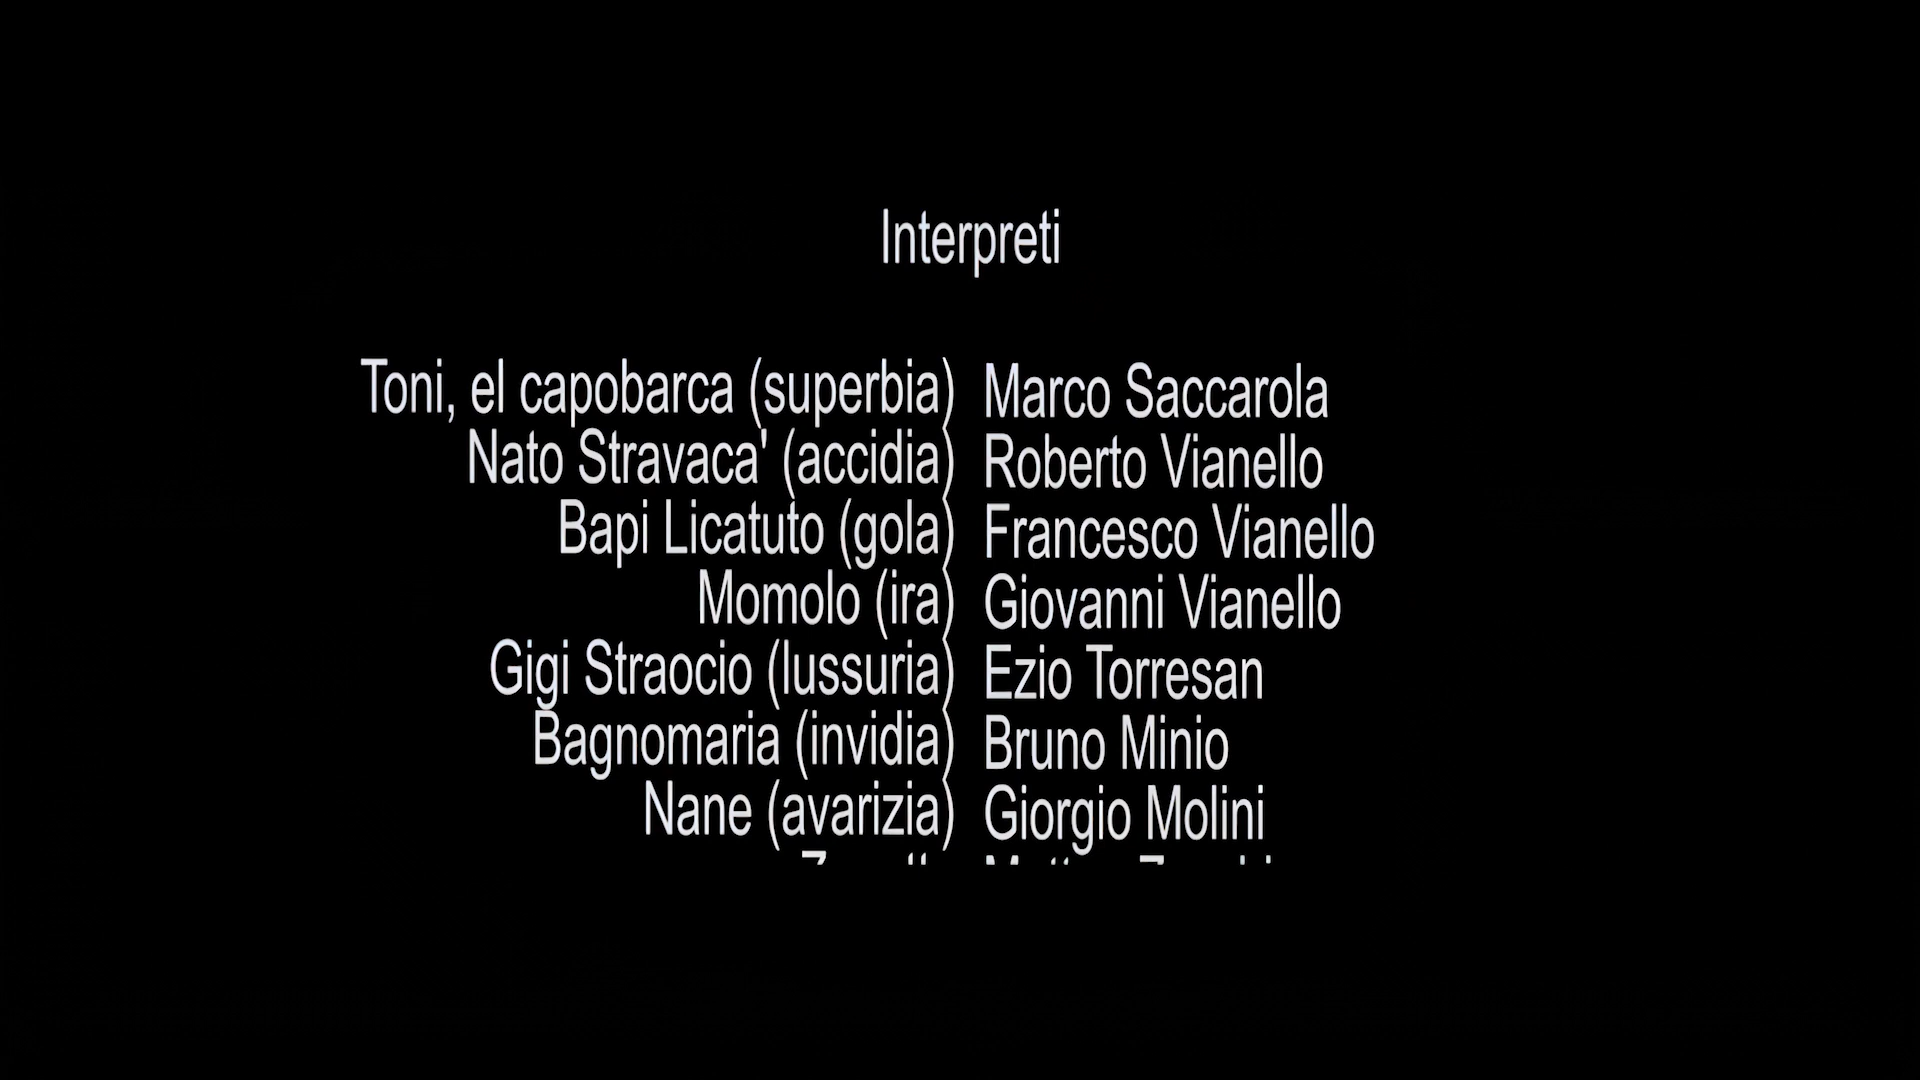 Interpreti
Toni, el capobarca (superbia) Marco Saccarola
Nato Stravaca' (accidia) Roberto Vianello
Bapi Licatuto (gola) Francesco Vianello
Momolo (ira) Giovanni Vianello
Gigi Straocio (lussuria) Ezio Torresan
Bagnomaria (invidia) Bruno Minio
Nane (avarizia) Giorgio Molini